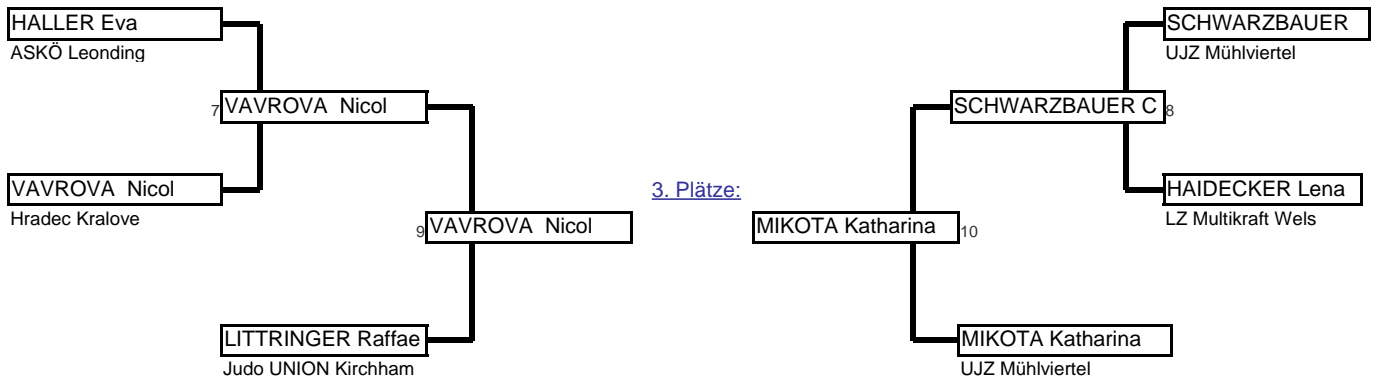 HALLER Eva
ASKÖ Leonding
SCHWARZBAUER
UJZ Mühlviertel
7 VAVROVA  Nicol
SCHWARZBAUER C 8
VAVROVA  Nicol
Hradec Kralove
3. Plätze:
HAIDECKER Lena
LZ Multikraft Wels
9 VAVROVA  Nicol
MIKOTA Katharina 10
LITTRINGER Raffae
Judo UNION Kirchham
MIKOTA Katharina
UJZ Mühlviertel